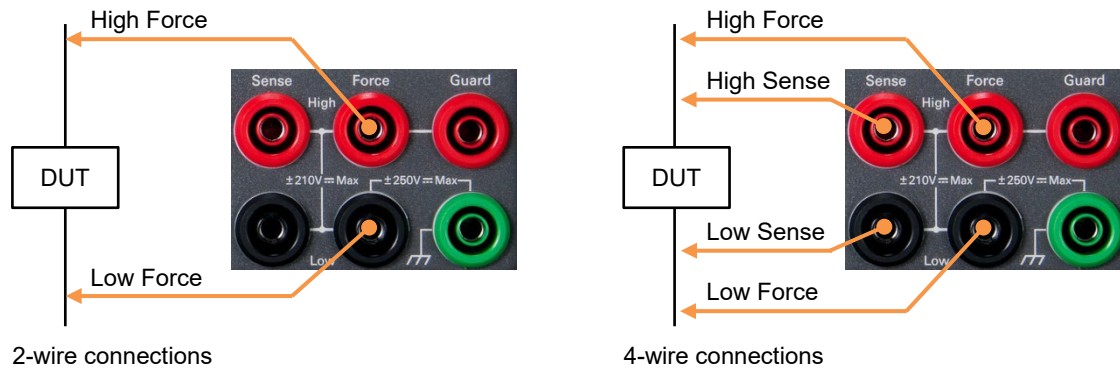 High Force
Sense Force Guard
High
DUT
±210V⎓Max ±250V⎓Max
Low
Low Force
2-wire connections
High Force
High Sense
Sense Force Guard
High
DUT
±210V⎓Max ±250V⎓Max
Low Sense
Low
Low Force
4-wire connections